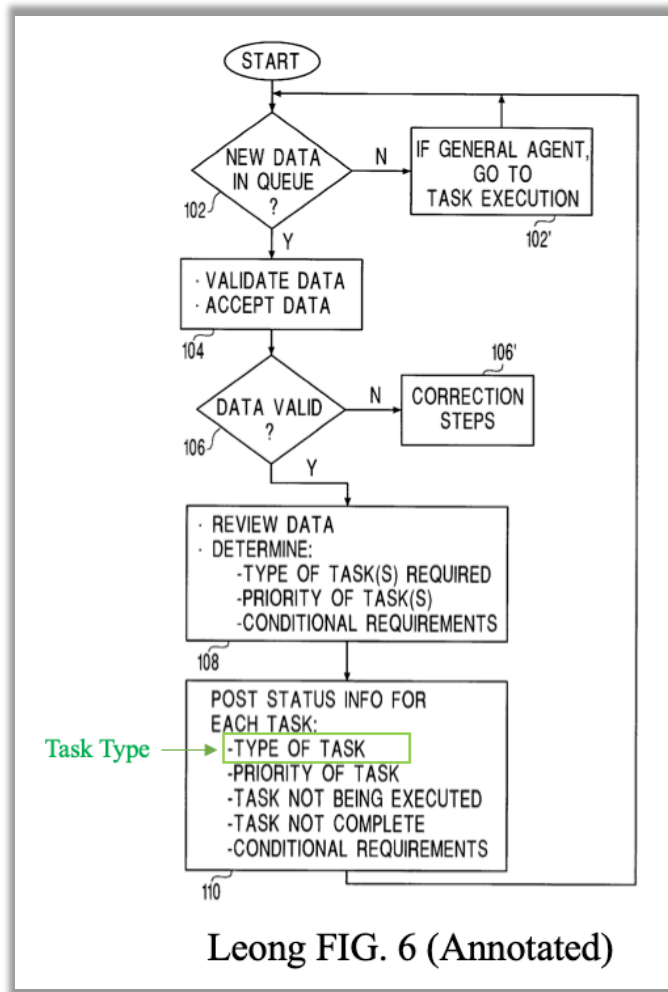 START
NEW DATA
IN QUEUE
?
102
N
IF GENERAL AGENT,
GO TO
TASK EXECUTION
102'
Y
· VALIDATE DATA
· ACCEPT DATA
104
106'
DATA VALID
?
106
N
CORRECTION
STEPS
Y
· REVIEW DATA
· DETERMINE:
-TYPE OF TASK(S) REQUIRED
-PRIORITY OF TASK(S)
-CONDITIONAL REQUIREMENTS
108
POST STATUS INFO FOR
EACH TASK:
Task Type
-TYPE OF TASK
-PRIORITY OF TASK
-TASK NOT BEING EXECUTED
-TASK NOT COMPLETE
-CONDITIONAL REQUIREMENTS
110
Leong FIG. 6 (Annotated)